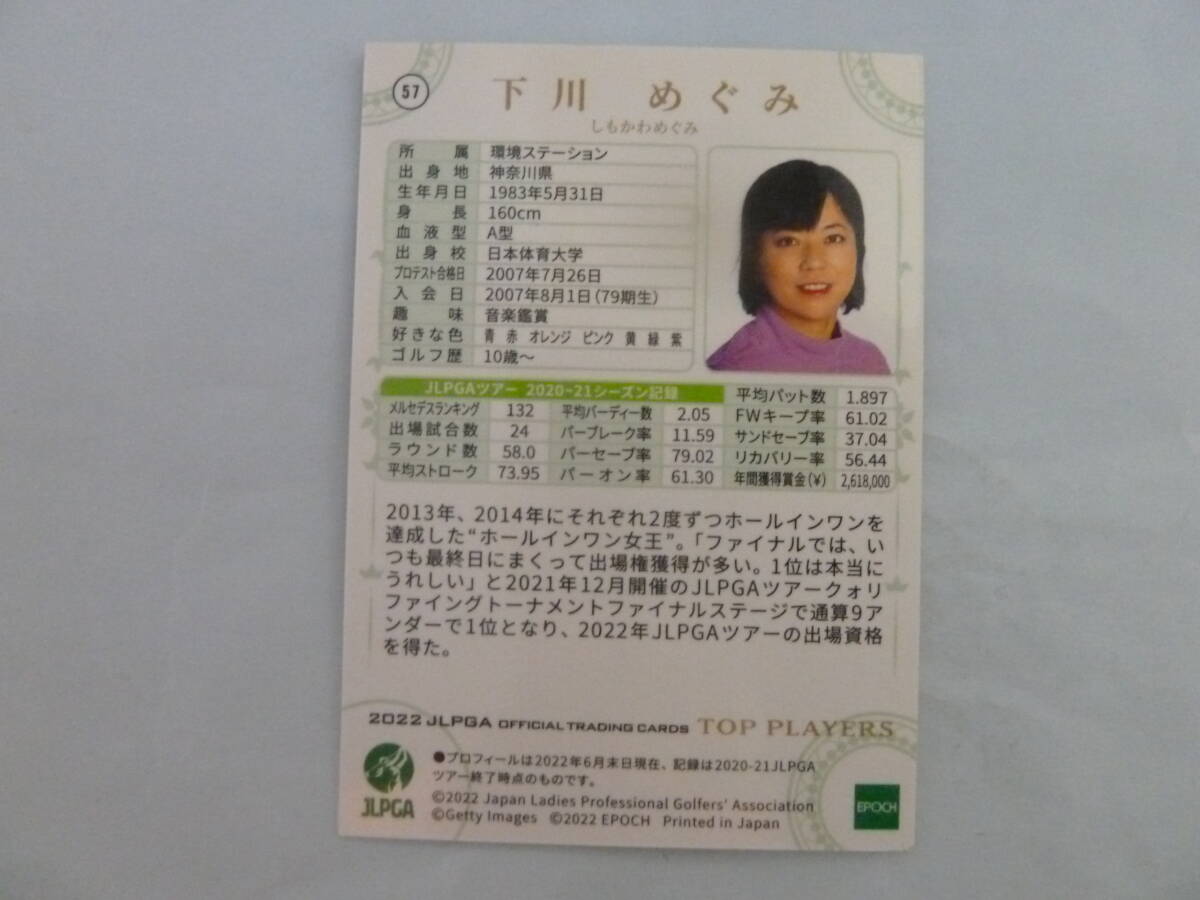 57
下川 めぐみ
しもかわめぐみ
所属 環境ステーション
出身地 神奈川県
生年月日 1983年5月31日
身長 160cm
血液型 A型
出身校 日本体育大学
プロテスト合格日 2007年7月26日
入会日 2007年8月1日(79期生)
趣味 音楽鑑賞
好きな色 青 赤 オレンジ ピンク 黄 緑 紫
ゴルフ歴 10歳〜
JLPGAツアー 2020-21シーズン記録 平均パット数 1.897
メルセデスランキング 132 平均バーディー数 2.05 FWキープ率 61.02
出場試合数 24 パーブレーク率 11.59 サンドセーブ率 37.04
ラウンド数 58.0 パーセーブ率 79.02 リカバリー率 56.44
平均ストローク 73.95 パーオン率 61.30 年間獲得賞金(¥) 2,618,000
2013年、2014年にそれぞれ2度ずつホールインワンを
達成した“ホールインワン女王”。「ファイナルでは、い
つも最終日にまくって出場権獲得が多い。1位は本当に
うれしい」と2021年12月開催のJLPGAツアークォリ
ファイングトーナメントファイナルステージで通算9ア
ンダーで1位となり、2022年JLPGAツアーの出場資格
を得た。
2022 JLPGA OFFICIAL TRADING CARDS TOP PLAYERS
JLPGA
●プロフィールは2022年6月末日現在、記録は2020-21JLPGA
ツアー終了時点のものです。
©2022 Japan Ladies Professional Golfers' Association
©Getty Images ©2022 EPOCH Printed in Japan
EPOCH